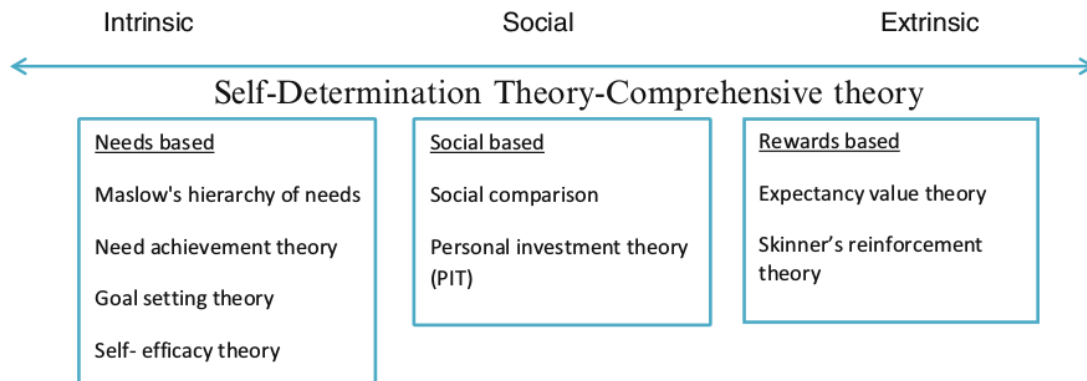 Intrinsic
Social
Extrinsic
Self-Determination Theory-Comprehensive theory
Needs based
Maslow's hierarchy of needs
Need achievement theory
Goal setting theory
Self- efficacy theory
Social based
Social comparison
Personal investment theory
(PIT)
Rewards based
Expectancy value theory
Skinner’s reinforcement
theory